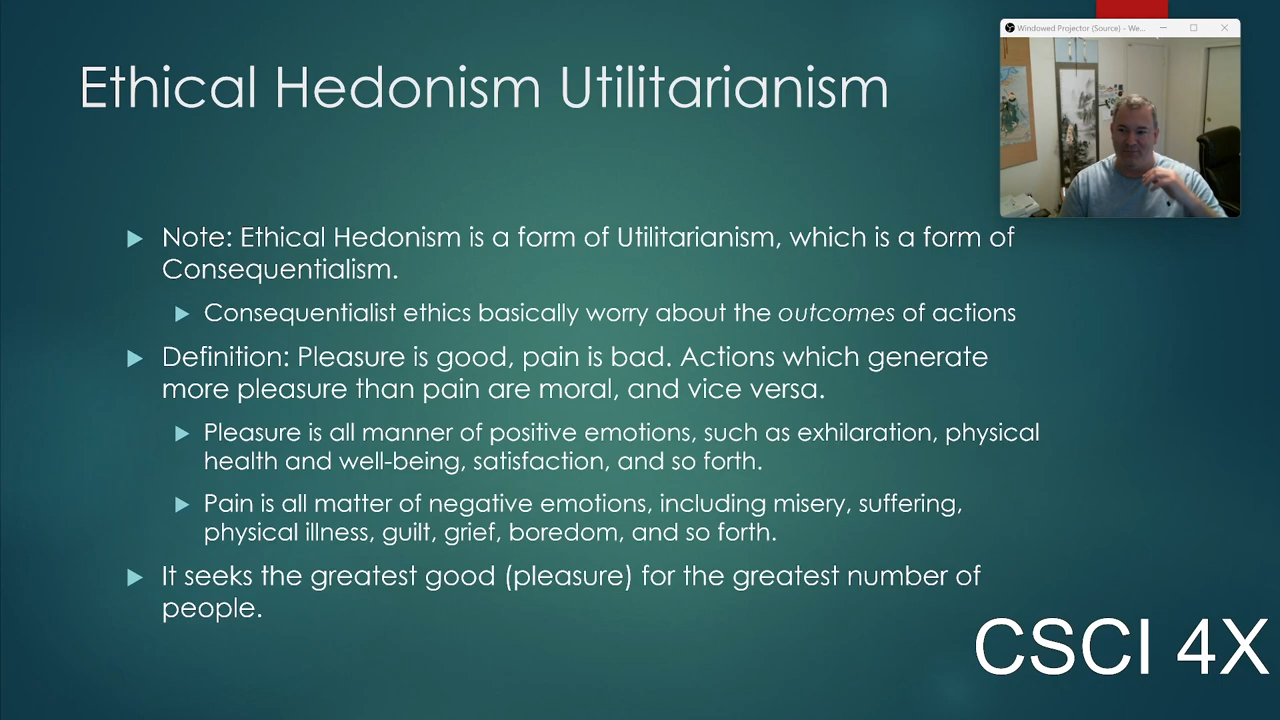 Ethical Hedonism Utilitarianism
Windowed Projector (Source) - We...
Note: Ethical Hedonism is a form of Utilitarianism, which is a form of
Consequentialism.
Consequentialist ethics basically worry about the outcomes of actions
Definition: Pleasure is good, pain is bad. Actions which generate
more pleasure than pain are moral, and vice versa.
Pleasure is all manner of positive emotions, such as exhilaration, physical
health and well-being, satisfaction, and so forth.
Pain is all matter of negative emotions, including misery, suffering,
physical illness, guilt, grief, boredom, and so forth.
It seeks the greatest good (pleasure) for the greatest number of
people.
CSCI 4X